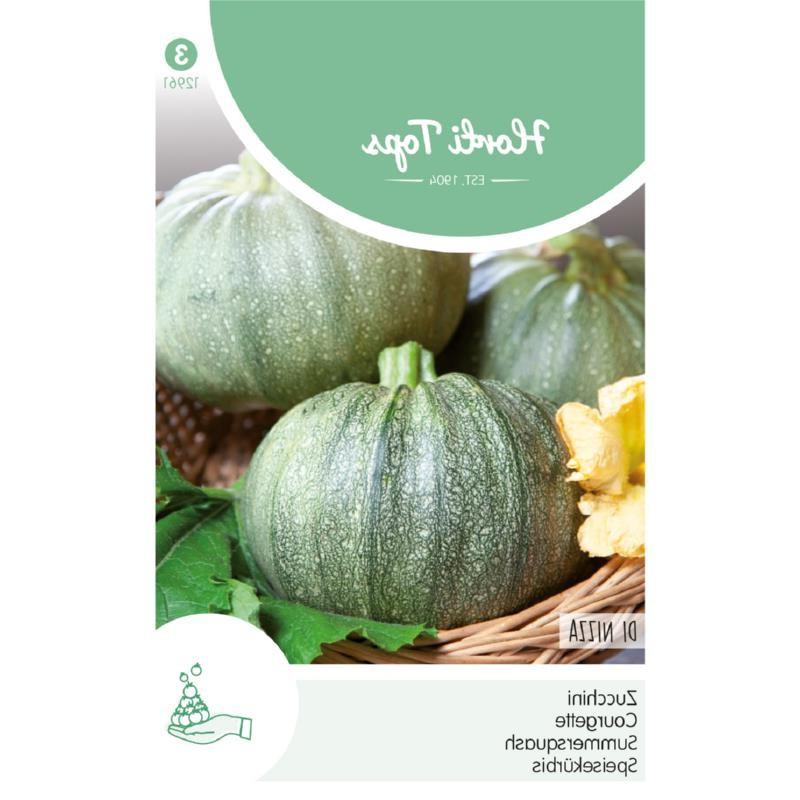 3
12961
Horti Tops
EST. 1904
DI NIZZA
Zucchini
Courgette
Summersquash
Speisekürbis